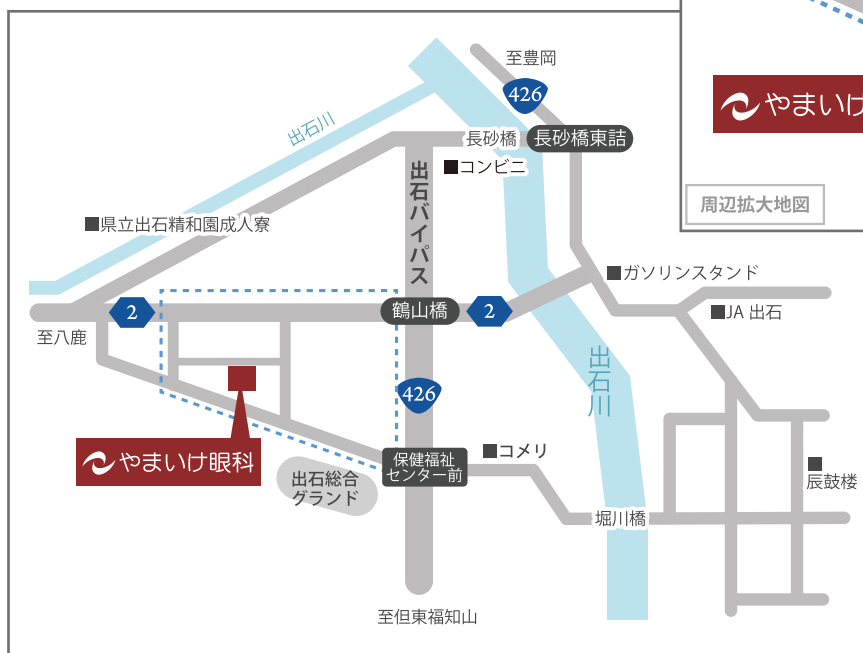 至豊岡
426
出石川
長砂橋
長砂橋東詰
コンビニ
出石バイパス
やまいけ
周辺拡大地図
県立出石精和園成人寮
ガソリンスタンド
2
鶴山橋
2
JA 出石
至八鹿
出石川
426
やまいけ眼科
保健福祉
センター前
コメリ
出石総合
グランド
辰鼓楼
堀川橋
至但東福知山